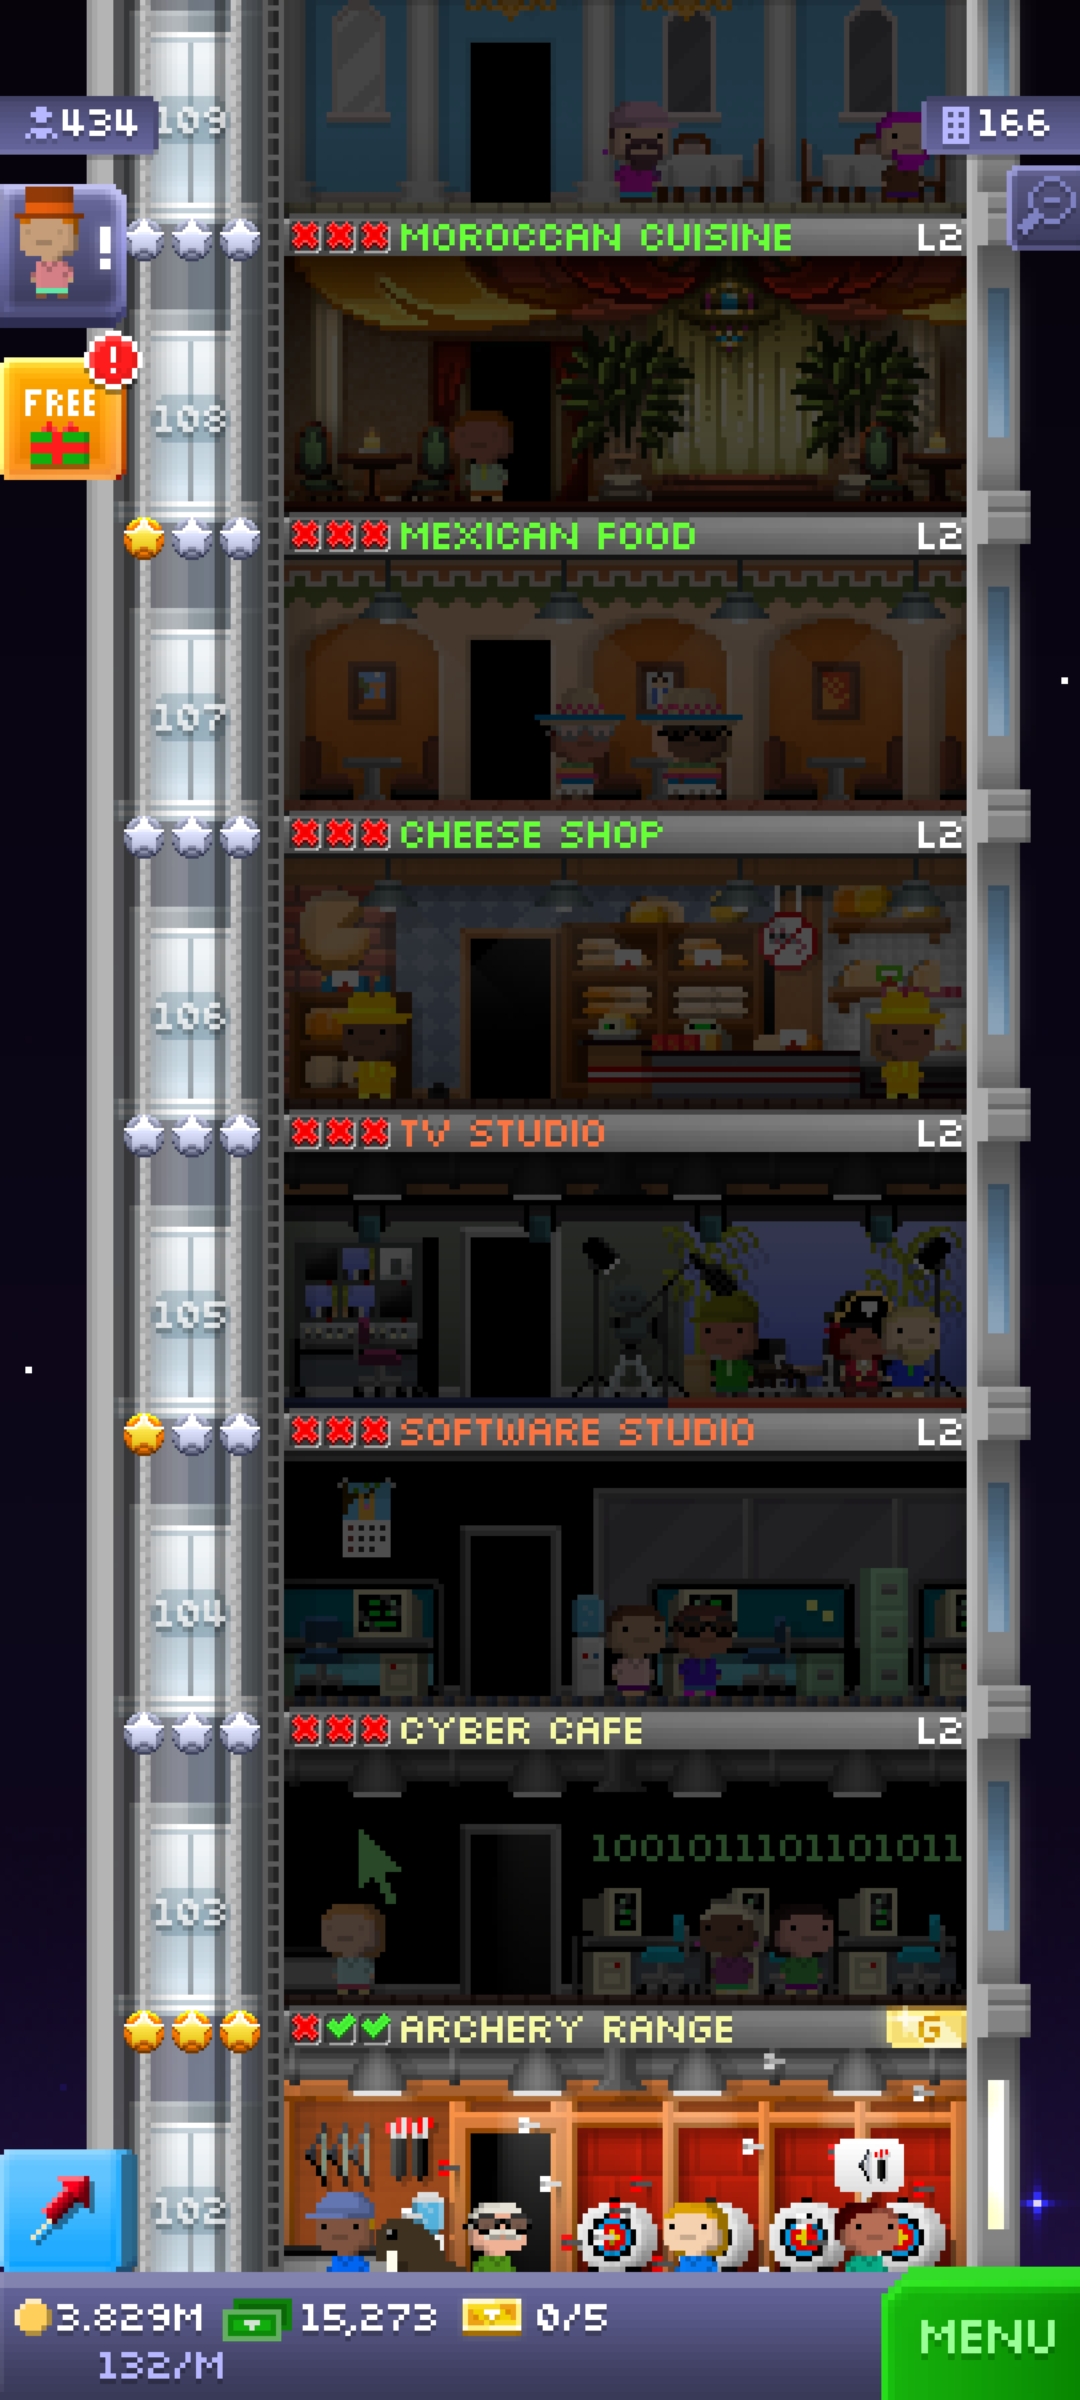 109
434
166
!
MOROCCAN CUISINE L2
!
FREE
108
MEXICAN FOOD L2
107
CHEESE SHOP L2
106
TV STUDIO L2
105
SOFTWARE STUDIO L2
104
CYBER CAFE L2
1001011101101011
103
ARCHERY RANGE G
102
3.829M 15,273 0/5
132/M
MENU